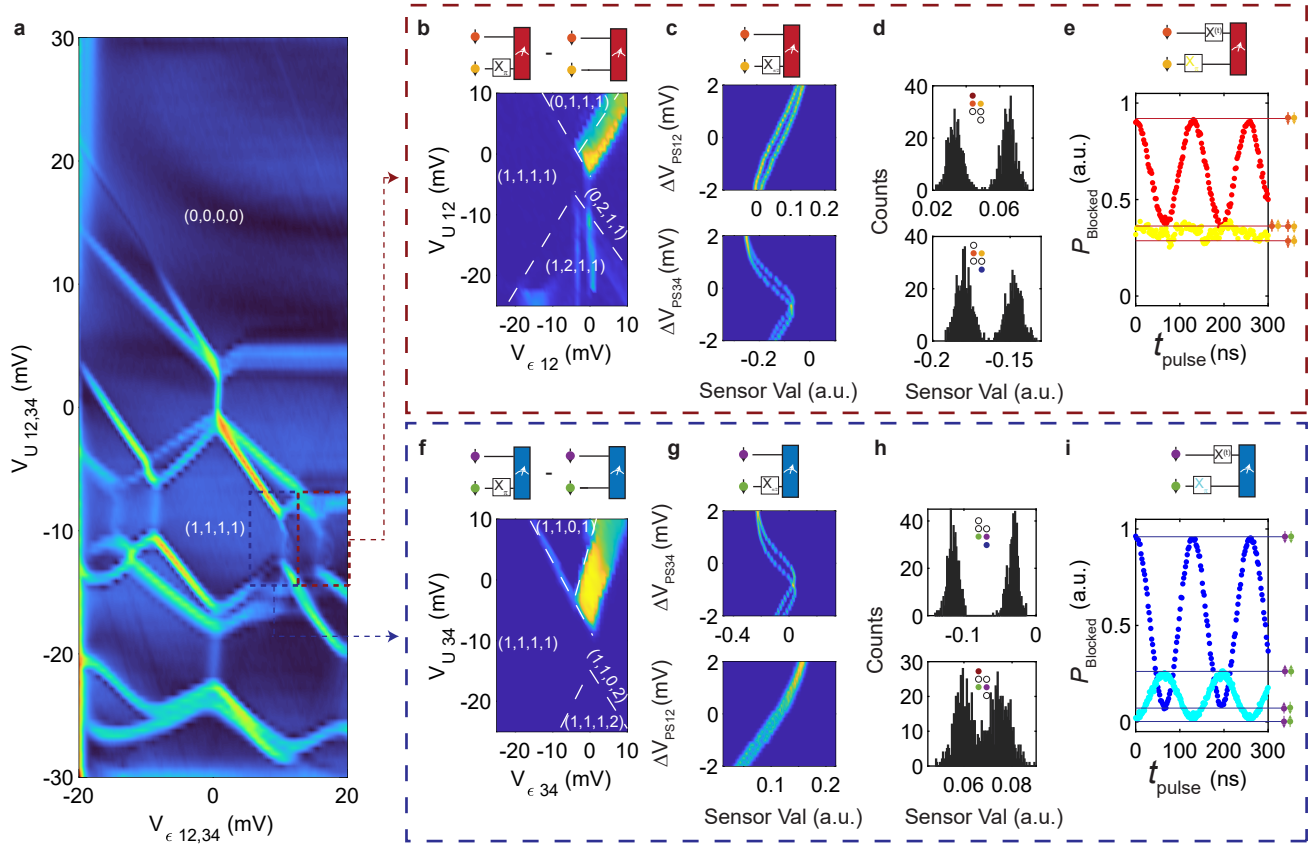 a
30
20
10
0
-10
-20
-30
-20
0
20
V_U 12,34 (mV)
V_ϵ 12,34 (mV)
(0,0,0,0)
(1,1,1,1)
b
X_π
-
10
0
-10
-20
-20
-10
0
10
V_U 12 (mV)
V_ϵ 12 (mV)
(0,1,1,1)
(1,1,1,1)
(0,2,1,1)
(1,2,1,1)
c
2
0
-2
ΔV_PS12 (mV)
0
0.1
0.2
2
0
-2
ΔV_PS34 (mV)
-0.2
0
Sensor Val (a.u.)
d
40
20
0
0.02
0.06
Counts
40
20
0
-0.2
-0.15
Sensor Val (a.u.)
e
X^(t)
X
1
0.5
0
P_Blocked (a.u.)
0
100
200
300
t_pulse (ns)
f
X_π
-
10
0
-10
-20
-20
-10
0
10
V_U 34 (mV)
V_ϵ 34 (mV)
(1,1,0,1)
(1,1,1,1)
(1,1,0,2)
(1,1,1,2)
g
2
0
-2
ΔV_PS34 (mV)
-0.4
0
2
0
-2
ΔV_PS12 (mV)
0.1
0.2
Sensor Val (a.u.)
h
40
20
0
-0.1
0
Counts
30
20
10
0
0.06
0.08
Sensor Val (a.u.)
i
X^(t)
X
1
0.5
0
P_Blocked (a.u.)
0
100
200
300
t_pulse (ns)